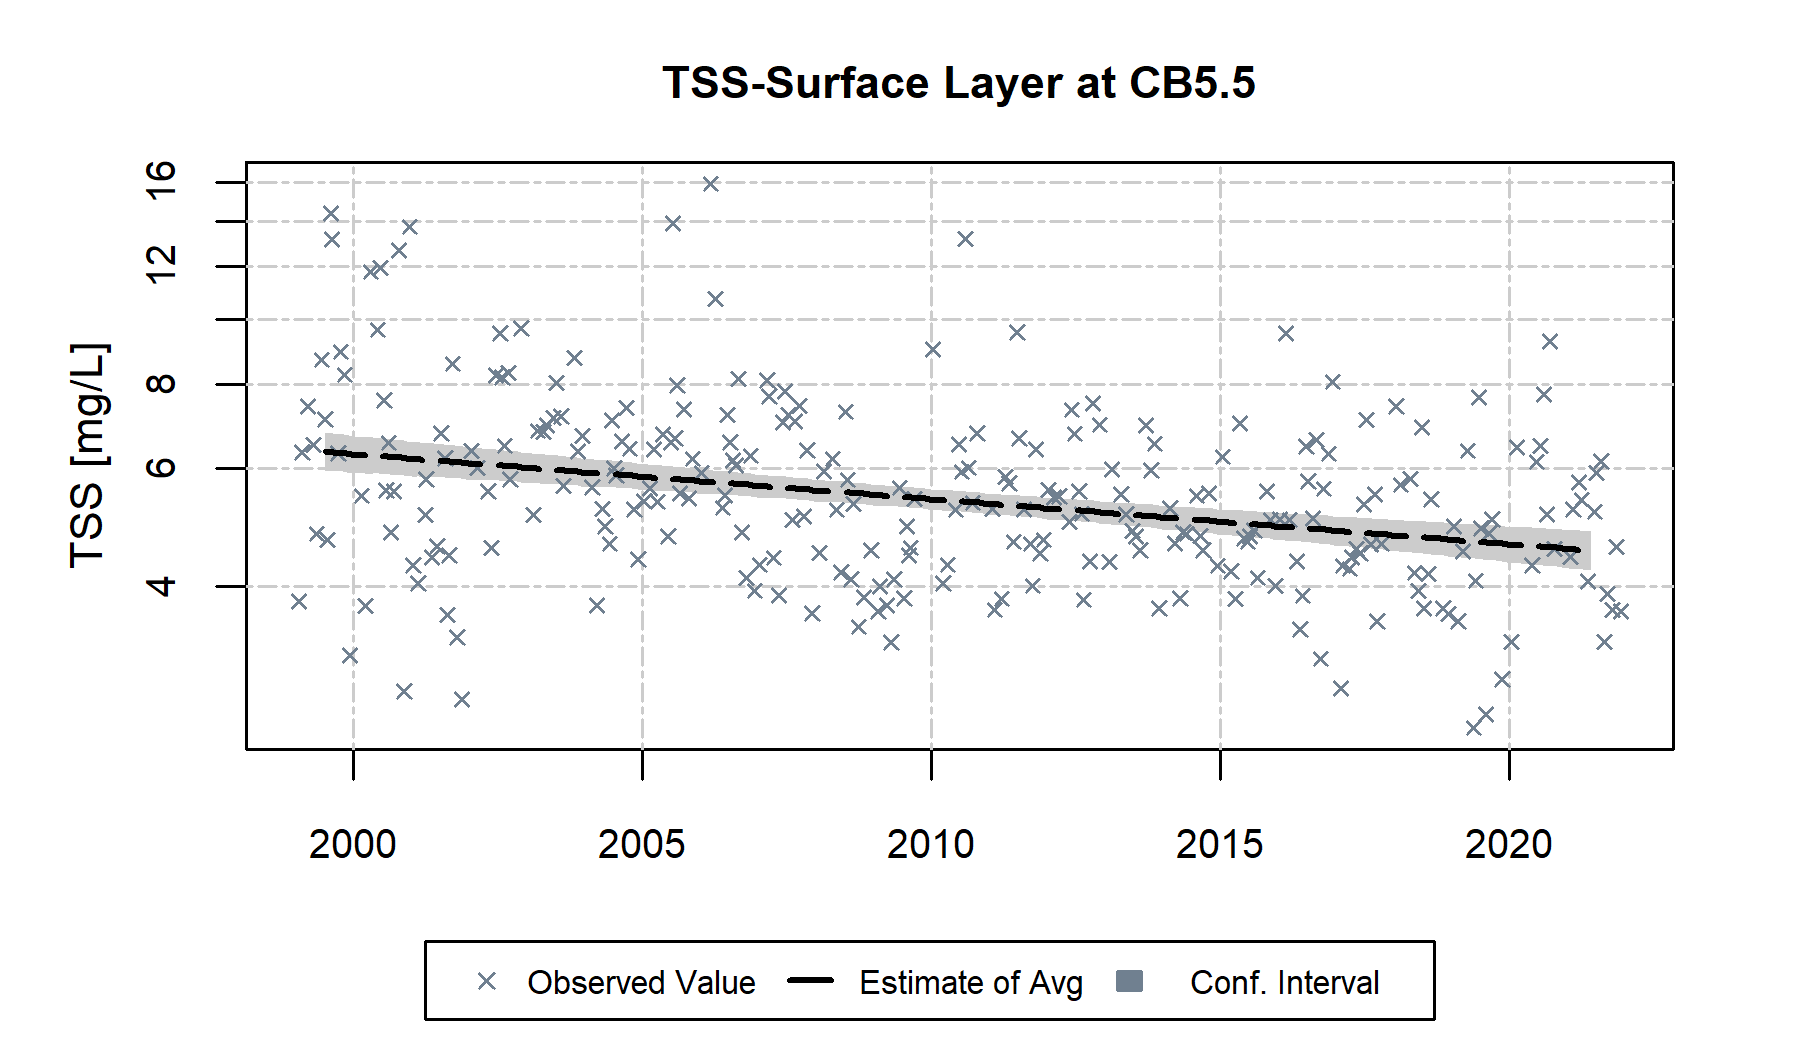 TSS-Surface Layer at CB5.5
TSS [mg/L]
16
12
8
6
4
2000 2005 2010 2015 2020
Observed Value Estimate of Avg Conf. Interval